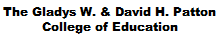 The Gladys W. & David H. Patton
College of Education